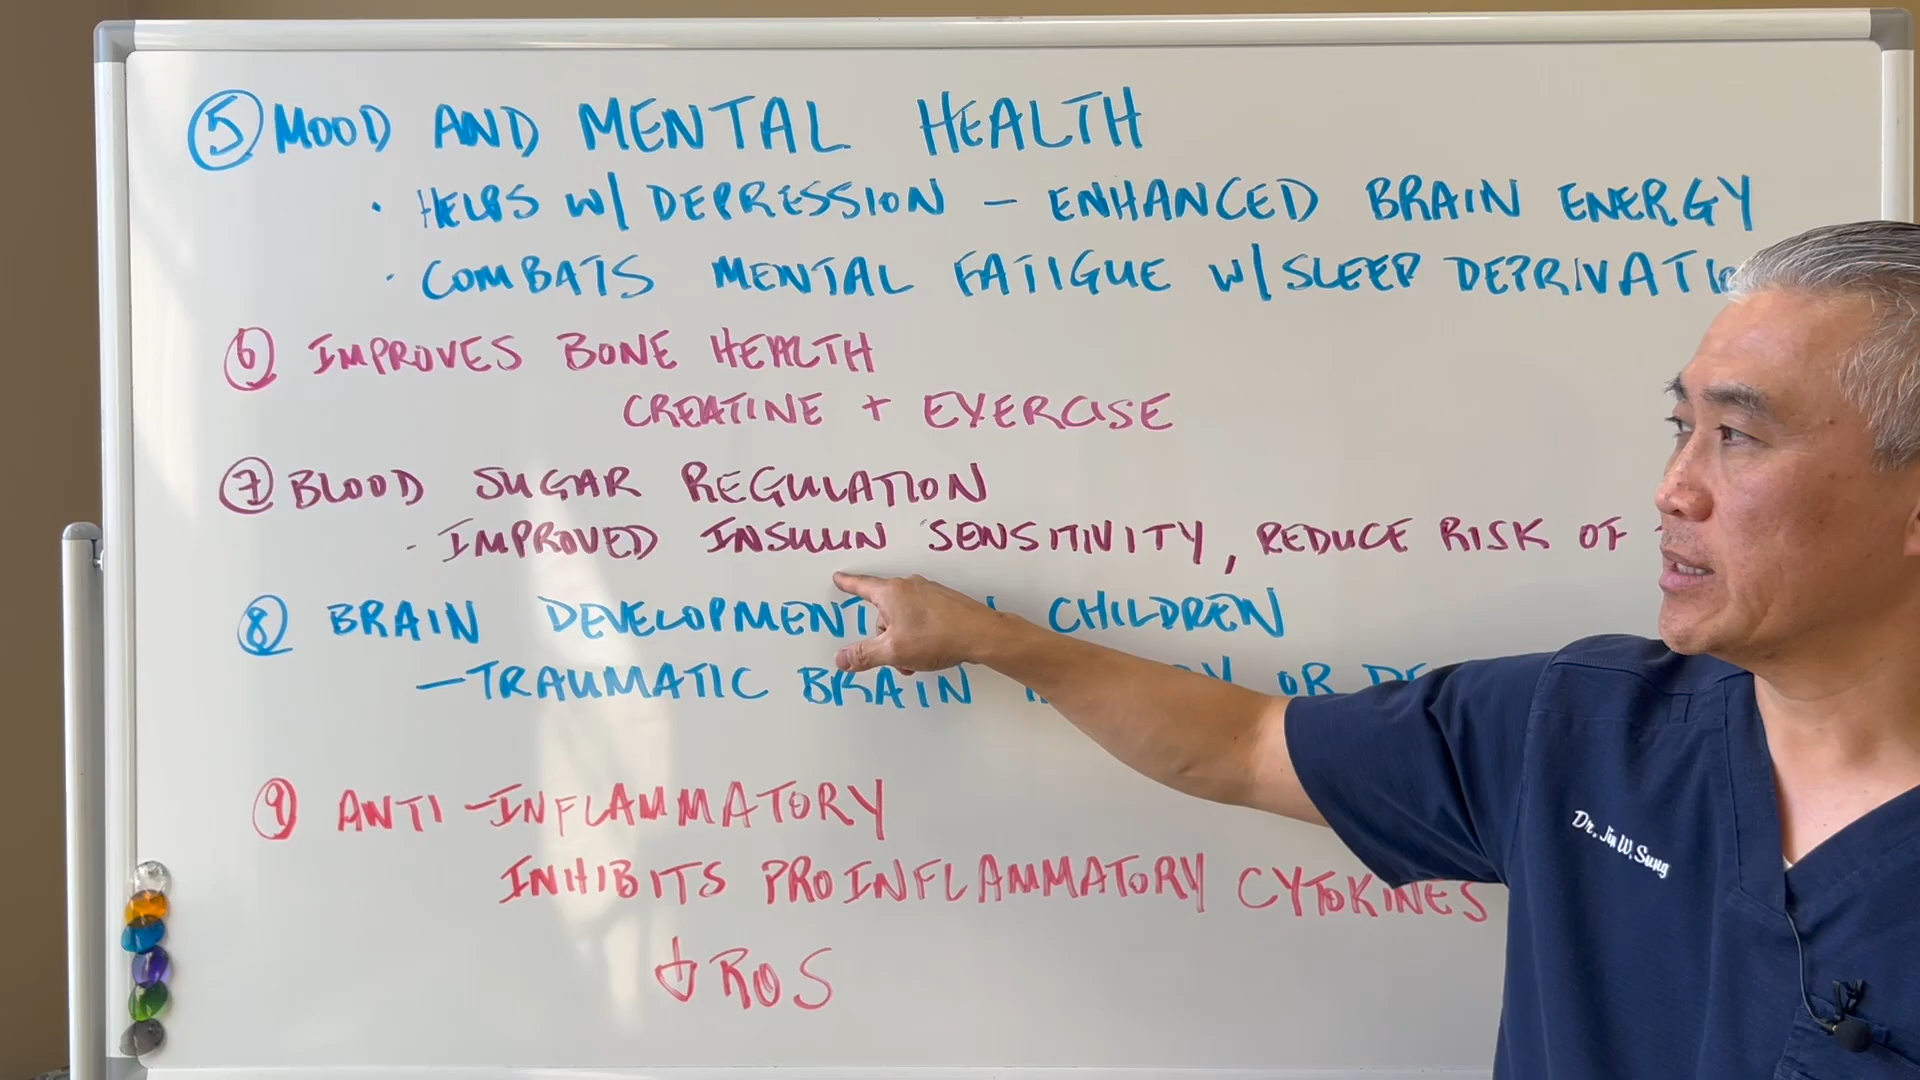 5 MOOD AND MENTAL HEALTH
· HELPS W/ DEPRESSION – ENHANCED BRAIN ENERGY
· COMBATS MENTAL FATIGUE W/ SLEEP
6 IMPROVES BONE HEALTH
CREATINE + EXERCISE
7 BLOOD SUGAR REGULATION
- IMPROVED INSULIN SENSITIVITY, REDUCE RISK OF
8 BRAIN DEVELOPMENT CHILDREN
– TRAUMATIC BRAIN OR
9 ANTI-INFLAMMATORY
INHIBITS PROINFLAMMATORY CYTOKINES
↓ ROS
Dr. Jin W. Sung